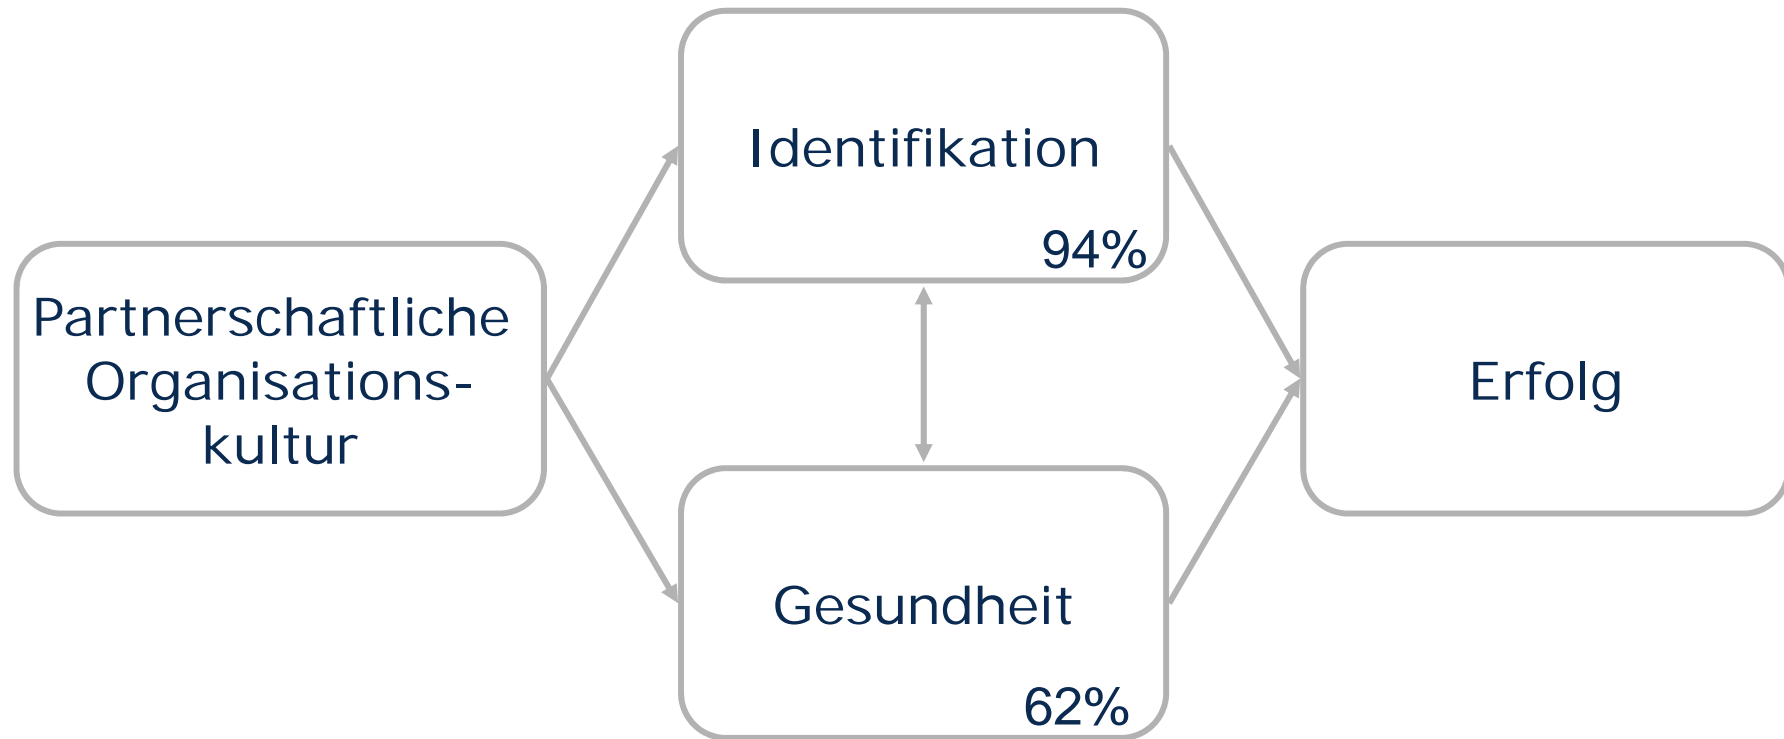 Identifikation
94%
Partnerschaftliche
Organisations-
kultur
Erfolg
Gesundheit
62%